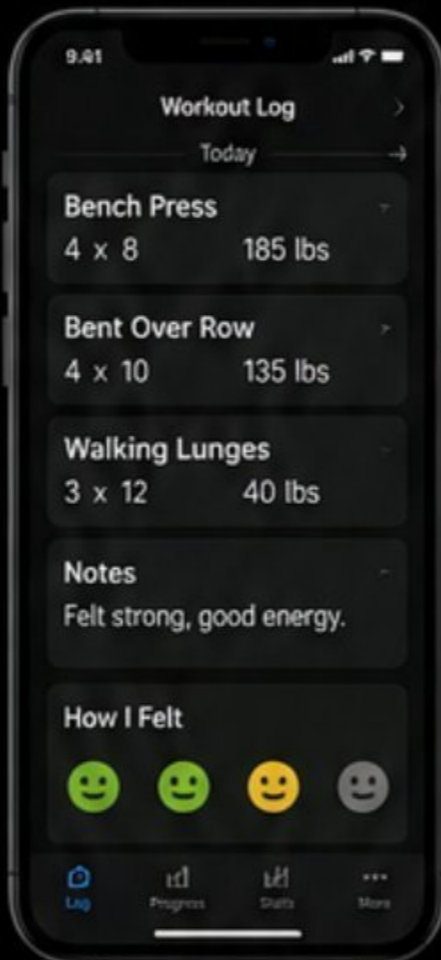 9:41
Workout Log
Today
Bench Press
4 x 8 185 lbs
Bent Over Row
4 x 10 135 lbs
Walking Lunges
3 x 12 40 lbs
Notes
Felt strong, good energy.
How I Felt
Log Progress Stats More